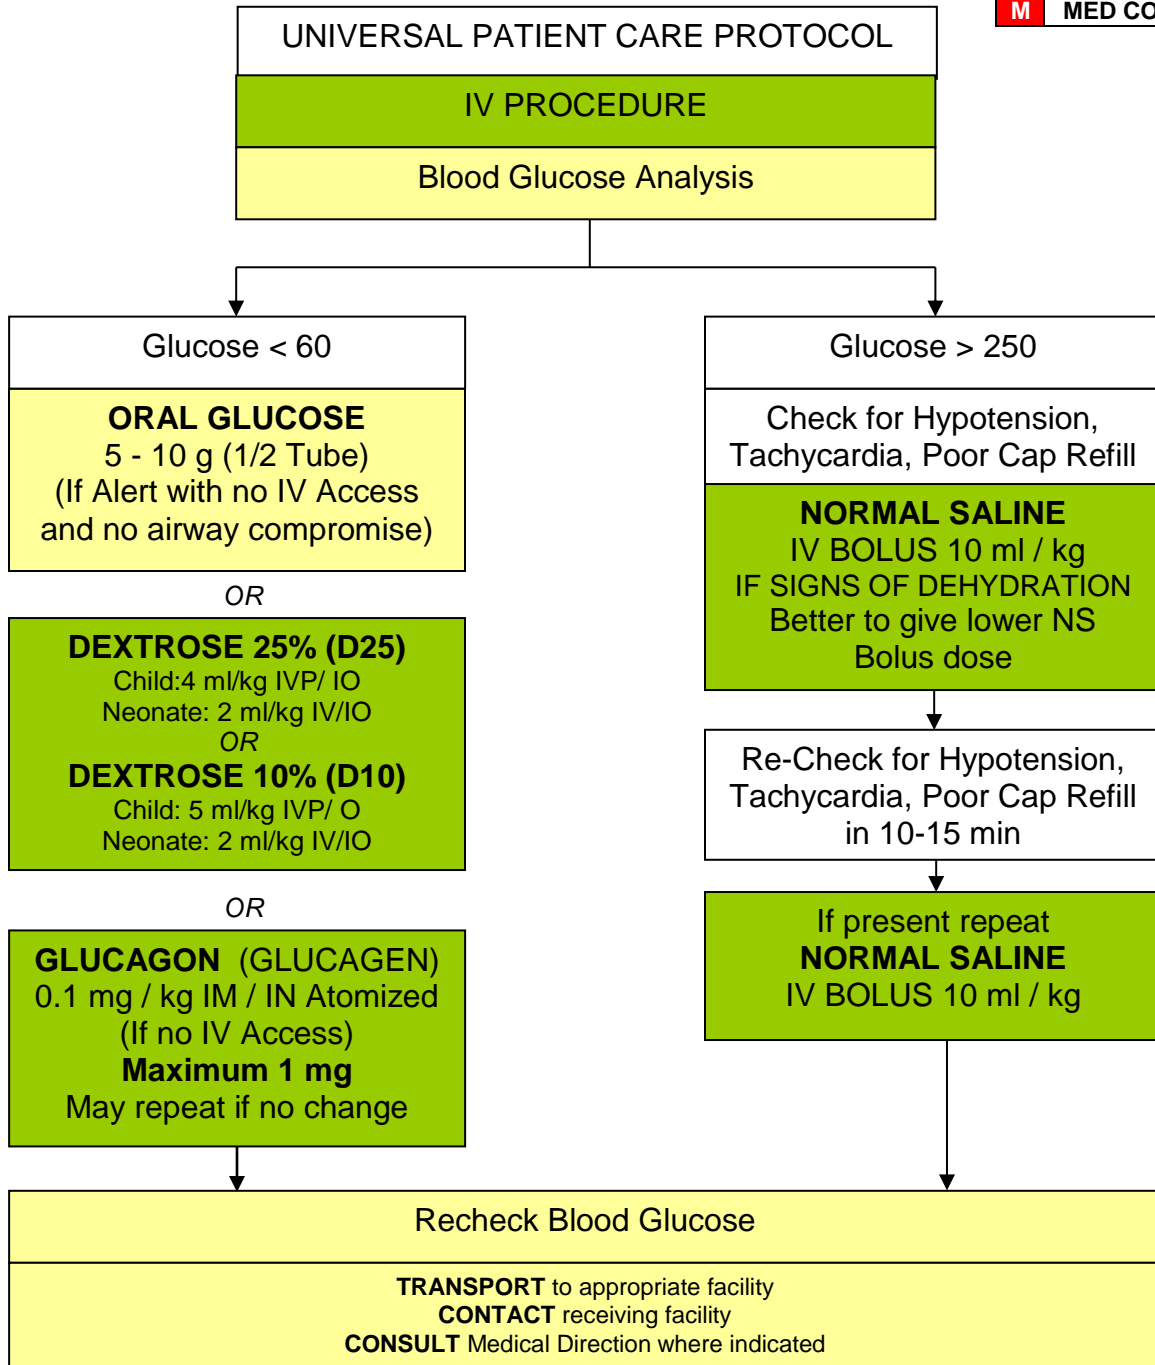 M MED CO
UNIVERSAL PATIENT CARE PROTOCOL
IV PROCEDURE
Blood Glucose Analysis
Glucose < 60
ORAL GLUCOSE
5 - 10 g (1/2 Tube)
(If Alert with no IV Access
and no airway compromise)
OR
DEXTROSE 25% (D25)
Child:4 ml/kg IVP/ IO
Neonate: 2 ml/kg IV/IO
OR
DEXTROSE 10% (D10)
Child: 5 ml/kg IVP/ O
Neonate: 2 ml/kg IV/IO
OR
GLUCAGON (GLUCAGEN)
0.1 mg / kg IM / IN Atomized
(If no IV Access)
Maximum 1 mg
May repeat if no change
Glucose > 250
Check for Hypotension,
Tachycardia, Poor Cap Refill
NORMAL SALINE
IV BOLUS 10 ml / kg
IF SIGNS OF DEHYDRATION
Better to give lower NS
Bolus dose
Re-Check for Hypotension,
Tachycardia, Poor Cap Refill
in 10-15 min
If present repeat
NORMAL SALINE
IV BOLUS 10 ml / kg
Recheck Blood Glucose
TRANSPORT to appropriate facility
CONTACT receiving facility
CONSULT Medical Direction where indicated